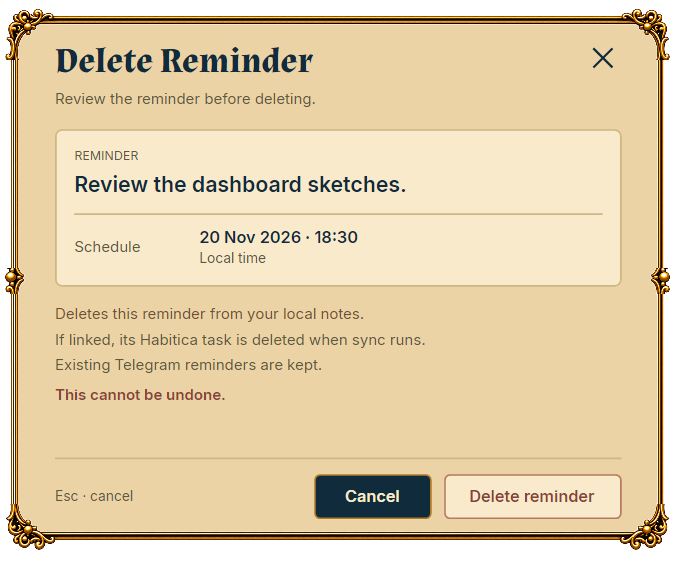 Delete Reminder
Review the reminder before deleting.
REMINDER
Review the dashboard sketches.
Schedule
20 Nov 2026 · 18:30
Local time
Deletes this reminder from your local notes.
If linked, its Habitica task is deleted when sync runs.
Existing Telegram reminders are kept.
This cannot be undone.
Esc · cancel
Cancel
Delete reminder